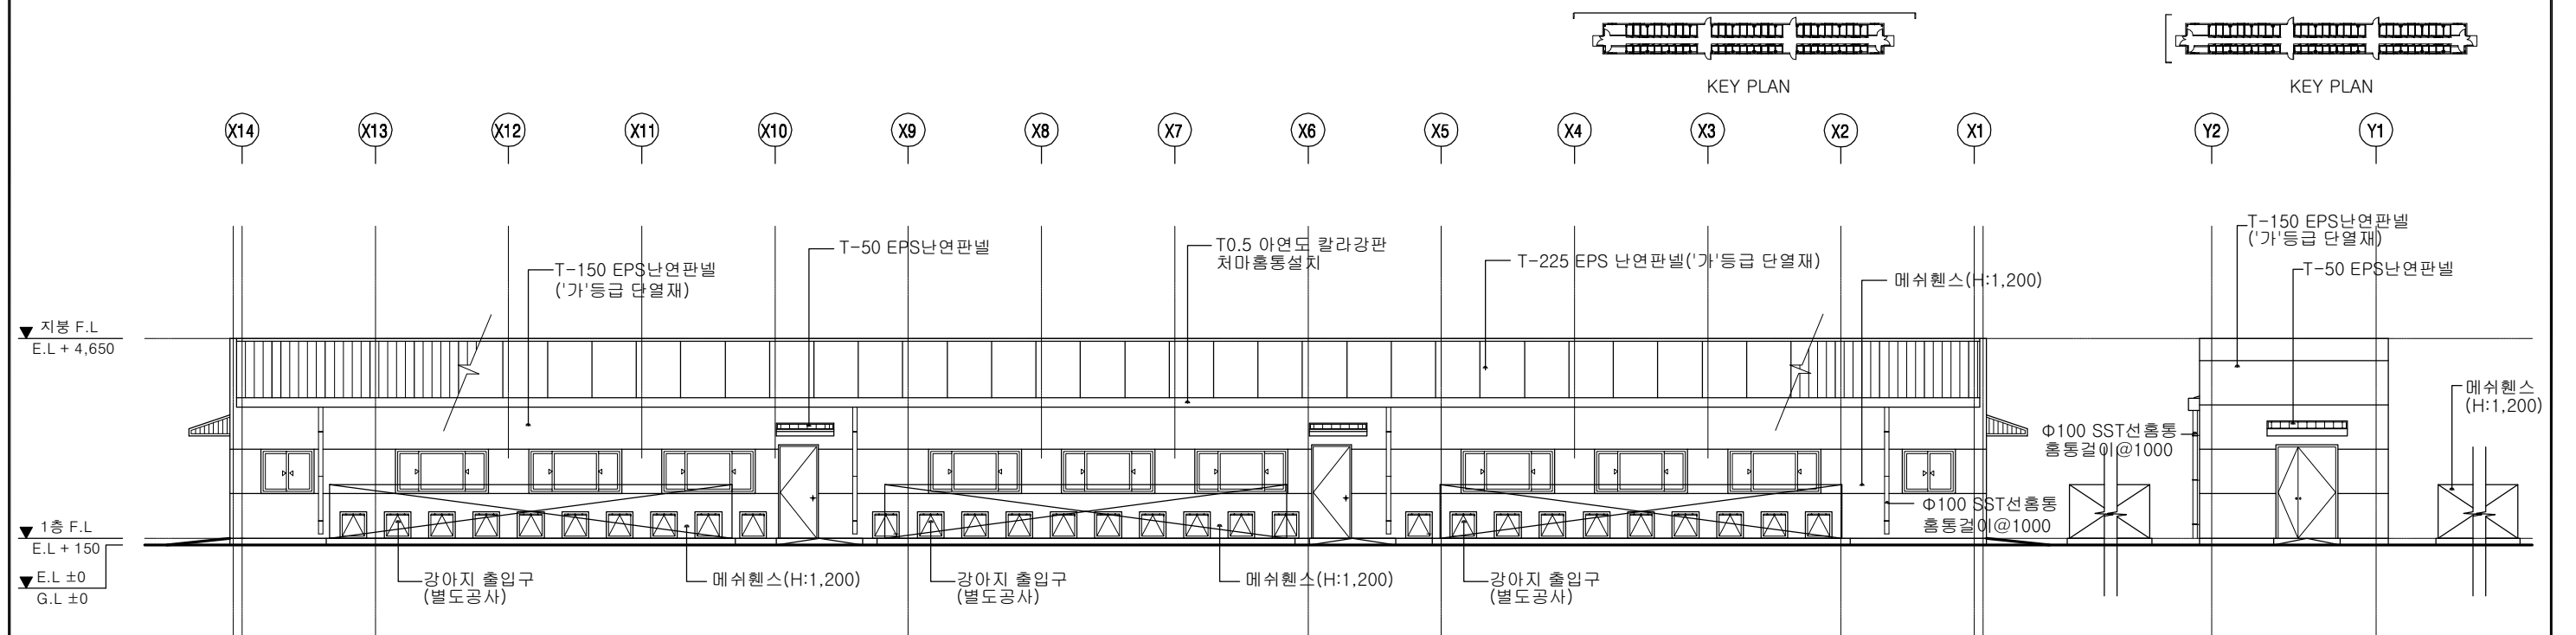 KEY PLAN
KEY PLAN
X14
X13
X12
X11
X10
X9
X8
X7
X6
X5
X4
X3
X2
X1
Y2
Y1
T-150 EPS난연판넬
('가'등급 단열재)
T-50 EPS난연판넬
T0.5 아연도 칼라강판
처마홈통설치
T-225 EPS 난연판넬('가'등급 단열재)
메쉬휀스(H:1,200)
T-150 EPS난연판넬
('가'등급 단열재)
T-50 EPS난연판넬
지붕 F.L
E.L + 4,650
메쉬휀스
(H:1,200)
Φ100 SST선홈통
홈통걸이@1000
Φ100 SST선홈통
홈통걸이@1000
1층 F.L
E.L + 150
E.L ±0
G.L ±0
강아지 출입구
(별도공사)
메쉬휀스(H:1,200)
강아지 출입구
(별도공사)
메쉬휀스(H:1,200)
강아지 출입구
(별도공사)